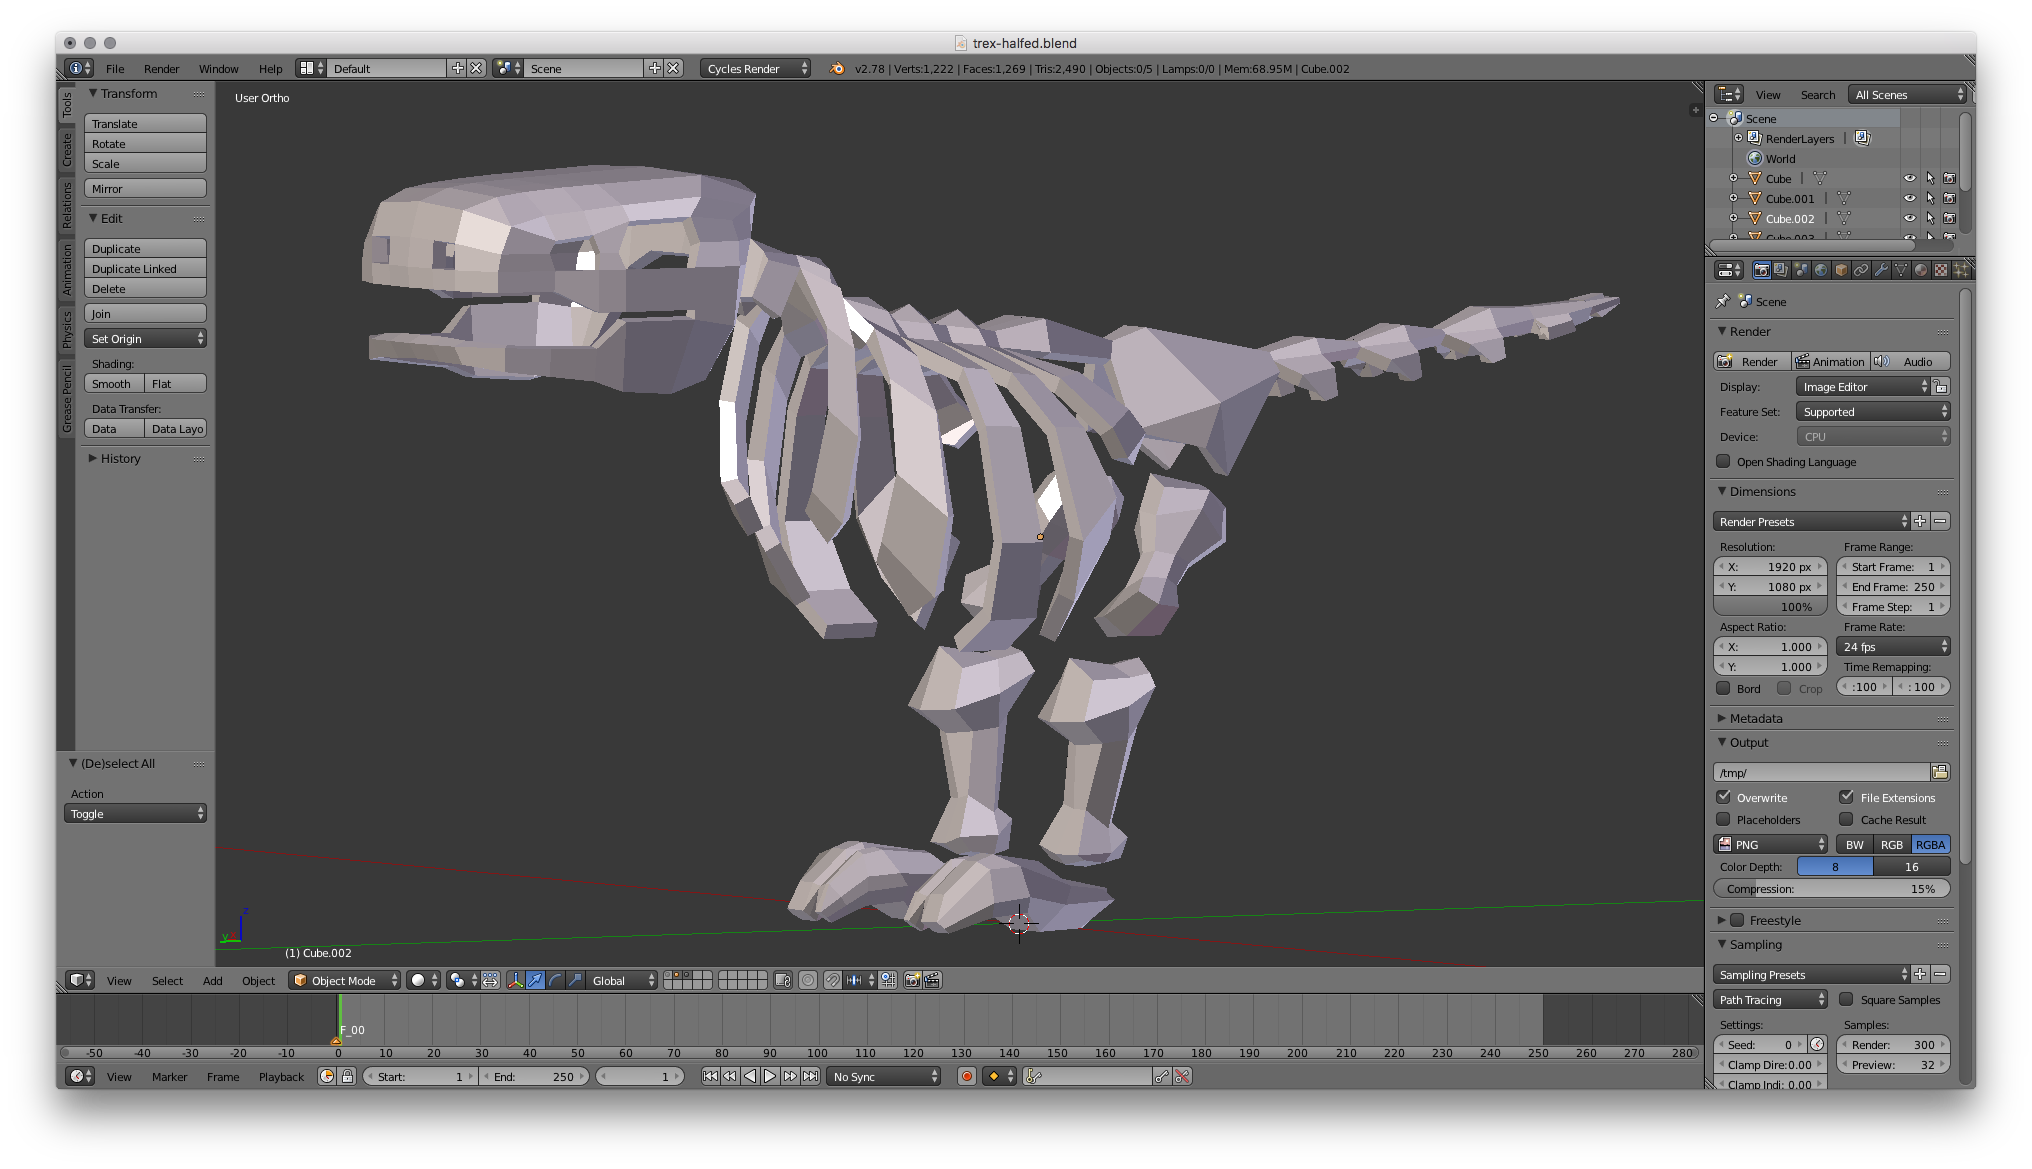 trex-halfed.blend
File Render Window Help Default Scene Cycles Render v2.78 | Verts:1,222 | Faces:1,269 | Tris:2,490 | Objects:0/5 | Lamps:0/0 | Mem:68.95M | Cube.002
Tools
Create
Relations
Animation
Physics
Grease Pencil
Transform
Translate
Rotate
Scale
Mirror
Edit
Duplicate
Duplicate Linked
Delete
Join
Set Origin
Shading:
Smooth Flat
Data Transfer:
Data Data Layo
History
(De)select All
Action
Toggle
User Ortho
z
y
(1) Cube.002
View Select Add Object Object Mode Global
F_00
-50 -40 -30 -20 -10 0 10 20 30 40 50 60 70 80 90 100 110 120 130 140 150 160 170 180 190 200 210 220 230 240 250 260 270 280
View Marker Frame Playback Start: 1 End: 250 1 No Sync
View Search All Scenes
Scene
RenderLayers |
World
Cube |
Cube.001 |
Cube.002 |
Cube.003
Scene
Render
Render Animation Audio
Display: Image Editor
Feature Set: Supported
Device: CPU
Open Shading Language
Dimensions
Render Presets
Resolution: Frame Range:
X: 1920 px Start Frame: 1
Y: 1080 px End Frame: 250
100% Frame Step: 1
Aspect Ratio: Frame Rate:
X: 1.000 24 fps
Y: 1.000 Time Remapping:
Bord Crop :100 : 100
Metadata
Output
/tmp/
Overwrite File Extensions
Placeholders Cache Result
PNG BW RGB RGBA
Color Depth: 8 16
Compression: 15%
Freestyle
Sampling
Sampling Presets
Path Tracing Square Samples
Settings: Samples:
Seed: 0 Render: 300
Clamp Dire:0.00 Preview: 32
Clamp Indi: 0.00